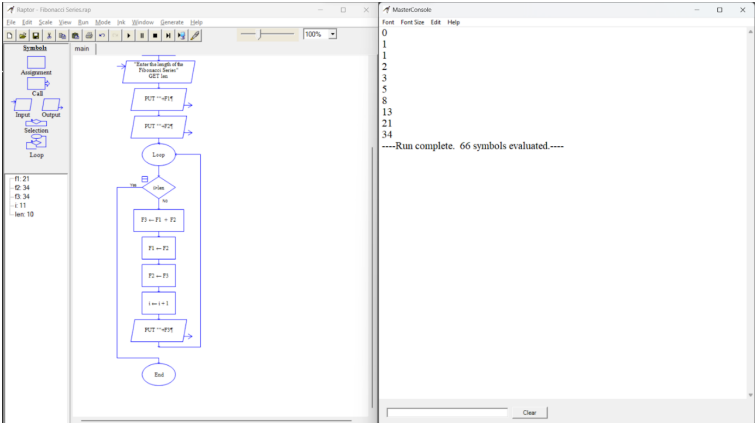 Raptor - Fibonacci Series.rap
File Edit Scale View Run Mode Ink Window Generate Help
100%
Symbols
Assignment
Call
Input Output
Selection
Loop
f1: 21
f2: 34
f3: 34
i: 11
len: 10
main
"Enter the length of the
Fibonacci Series"
GET len
PUT ""+F1¶
PUT ""+F2¶
Loop
Yes
i>len
No
F3 ← F1 + F2
F1 ← F2
F2 ← F3
i ← i + 1
PUT ""+F3¶
End
MasterConsole
Font Font Size Edit Help
0
1
1
2
3
5
8
13
21
34
----Run complete. 66 symbols evaluated.----
Clear